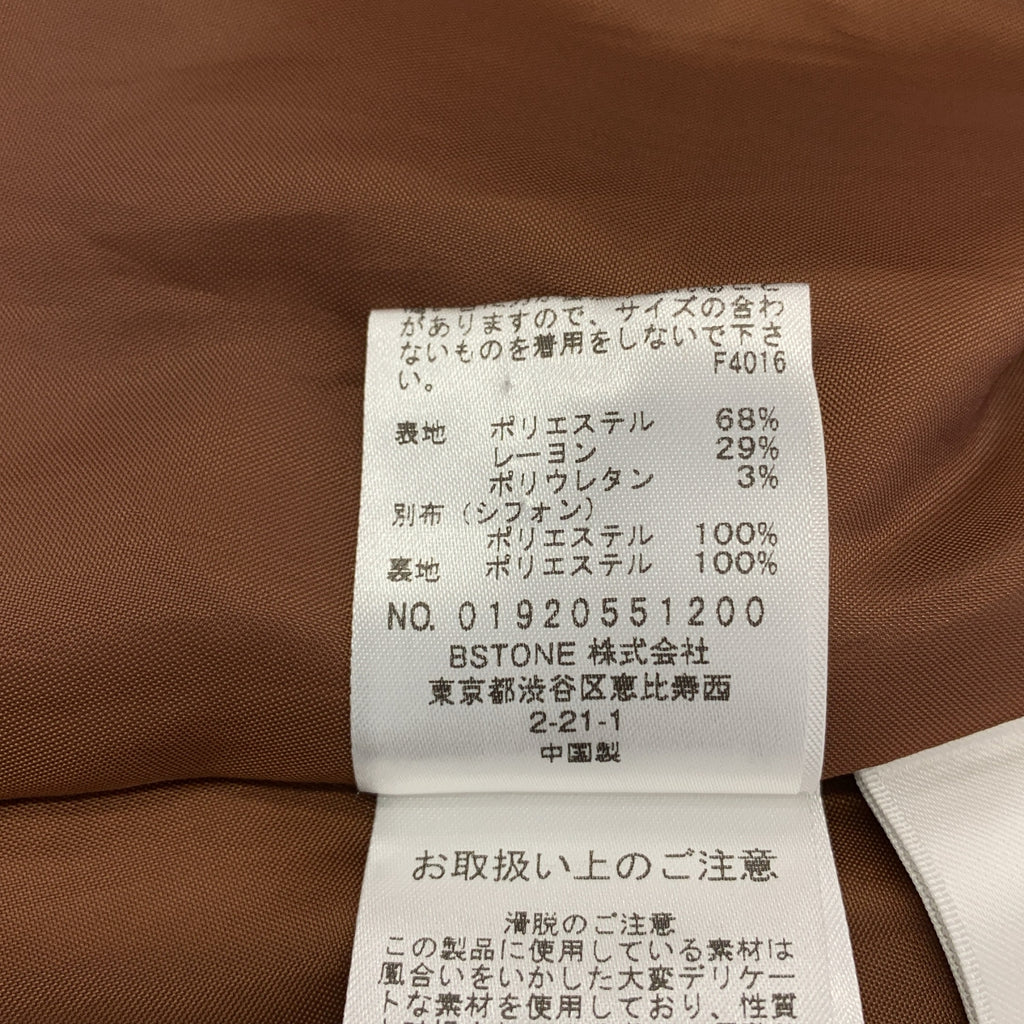 がありますので、サイズの合わ
ないものを着用をしないで下さ
い。
F4016
表地 ポリエステル 68%
レーヨン 29%
ポリウレタン 3%
別布(シフォン)
ポリエステル 100%
裏地 ポリエステル 100%
NO. 01920551200
BSTONE 株式会社
東京都渋谷区恵比寿西
2-21-1
中国製
お取扱い上のご注意
滑脱のご注意
この製品に使用している素材は
風合いをいかした大変デリケー
トな素材を使用しており、性質